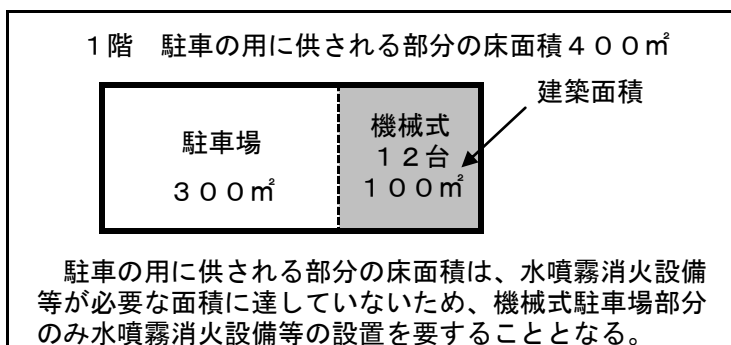 1階　駐車の用に供される部分の床面積400㎡
建築面積
駐車場
300㎡
機械式
12台
100㎡
　駐車の用に供される部分の床面積は、水噴霧消火設備
等が必要な面積に達していないため、機械式駐車場部分
のみ水噴霧消火設備等の設置を要することとなる。